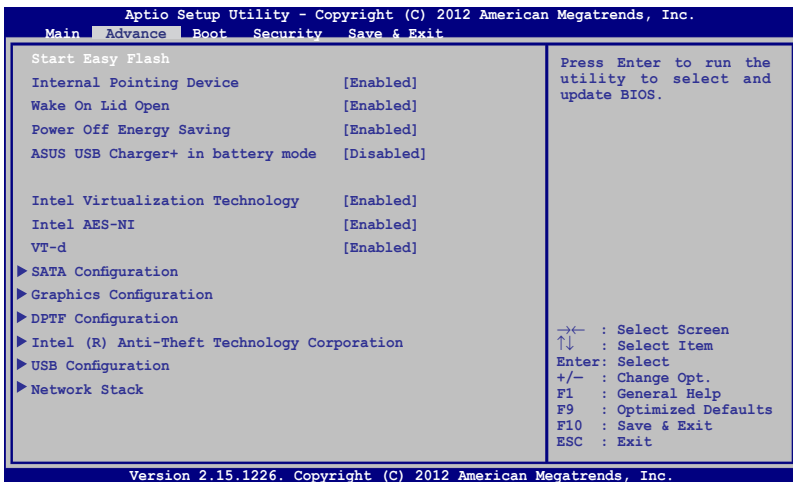 Aptio Setup Utility - Copyright (C) 2012 American Megatrends, Inc.
Main Advance Boot Security Save & Exit
Start Easy Flash
Internal Pointing Device [Enabled]
Wake On Lid Open [Enabled]
Power Off Energy Saving [Enabled]
ASUS USB Charger+ in battery mode [Disabled]
Intel Virtualization Technology [Enabled]
Intel AES-NI [Enabled]
VT-d [Enabled]
SATA Configuration
Graphics Configuration
DPTF Configuration
Intel (R) Anti-Theft Technology Corporation
USB Configuration
Network Stack
Press Enter to run the
utility to select and
update BIOS.
→← : Select Screen
↑↓ : Select Item
Enter: Select
+/− : Change Opt.
F1 : General Help
F9 : Optimized Defaults
F10 : Save & Exit
ESC : Exit
Version 2.15.1226. Copyright (C) 2012 American Megatrends, Inc.